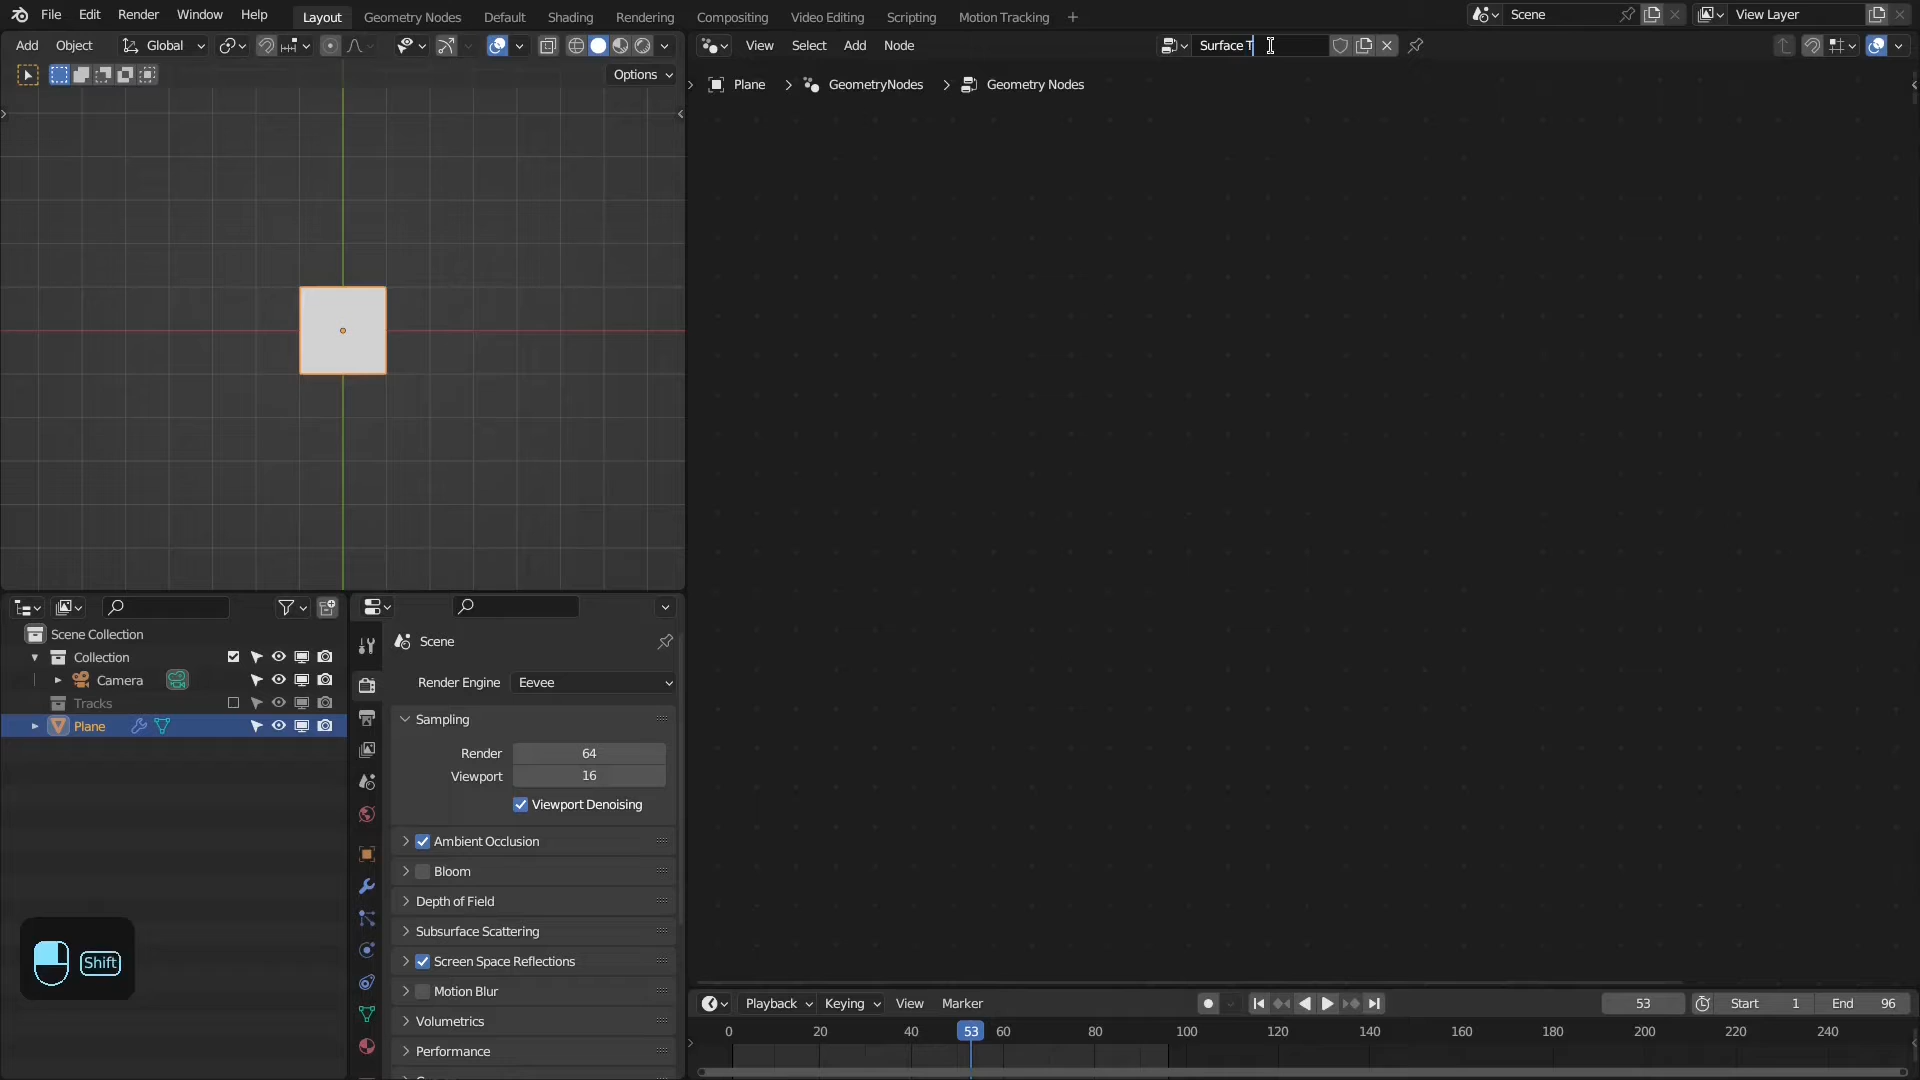 File Edit Render Window Help Layout Geometry Nodes Default Shading Rendering Compositing Video Editing Scripting Motion Tracking + Scene View Layer
Add Object Global View Select Add Node Surface T
Options
Plane > GeometryNodes > Geometry Nodes
Scene Collection
Collection
Camera
Tracks
Plane
Scene
Render Engine Eevee
Sampling
Render 64
Viewport 16
Viewport Denoising
Ambient Occlusion
Bloom
Depth of Field
Subsurface Scattering
Screen Space Reflections
Motion Blur
Volumetrics
Performance
Shift
Playback Keying View Marker 53 Start 1 End 96
0 20 40 53 60 80 100 120 140 160 180 200 220 240